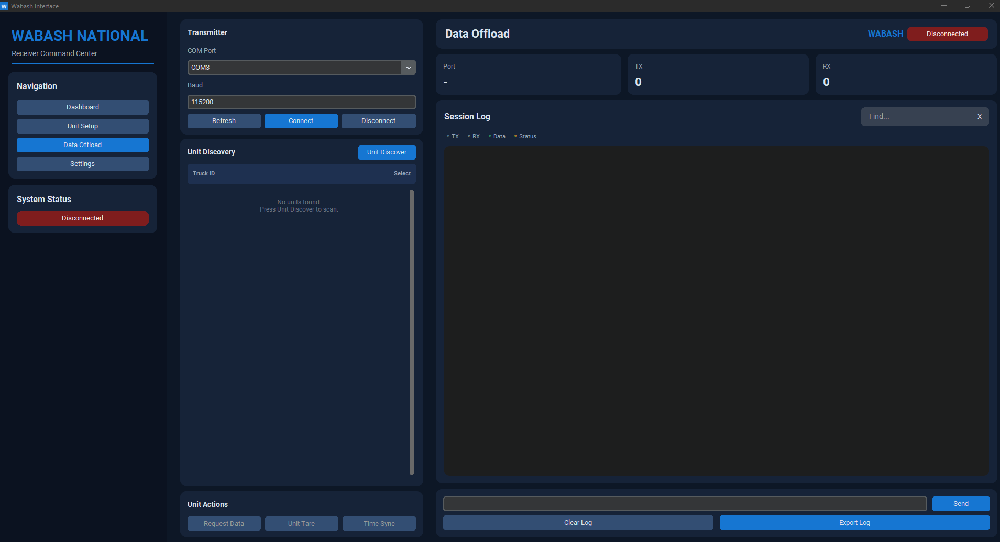 Wabash Interface
WABASH NATIONAL
Receiver Command Center
Navigation
Dashboard
Unit Setup
Data Offload
Settings
System Status
Disconnected
Transmitter
COM Port
COM3
Baud
115200
Refresh Connect Disconnect
Unit Discovery Unit Discover
Truck ID Select
No units found.
Press Unit Discover to scan.
Unit Actions
Request Data Unit Tare Time Sync
Data Offload WABASH Disconnected
Port TX RX
- 0 0
Session Log Find... X
* TX * RX * Data * Status
Send
Clear Log Export Log